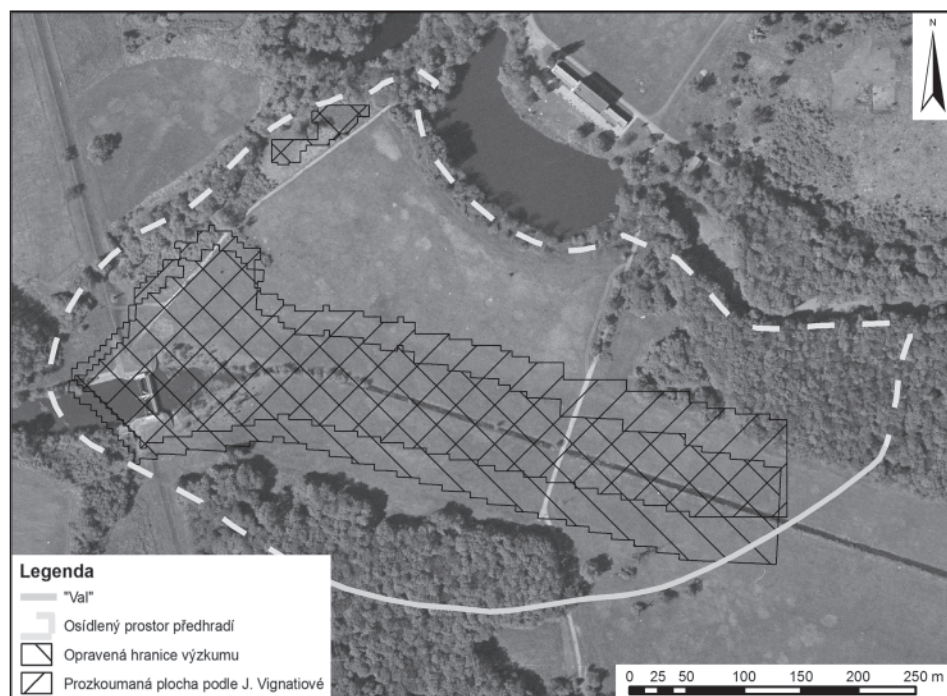 N
Legenda
"Val"
Osídlený prostor předhradí
Opravená hranice výzkumu
Prozkoumaná plocha podle J. Vignatiové
0 25 50 100 150 200 250 m